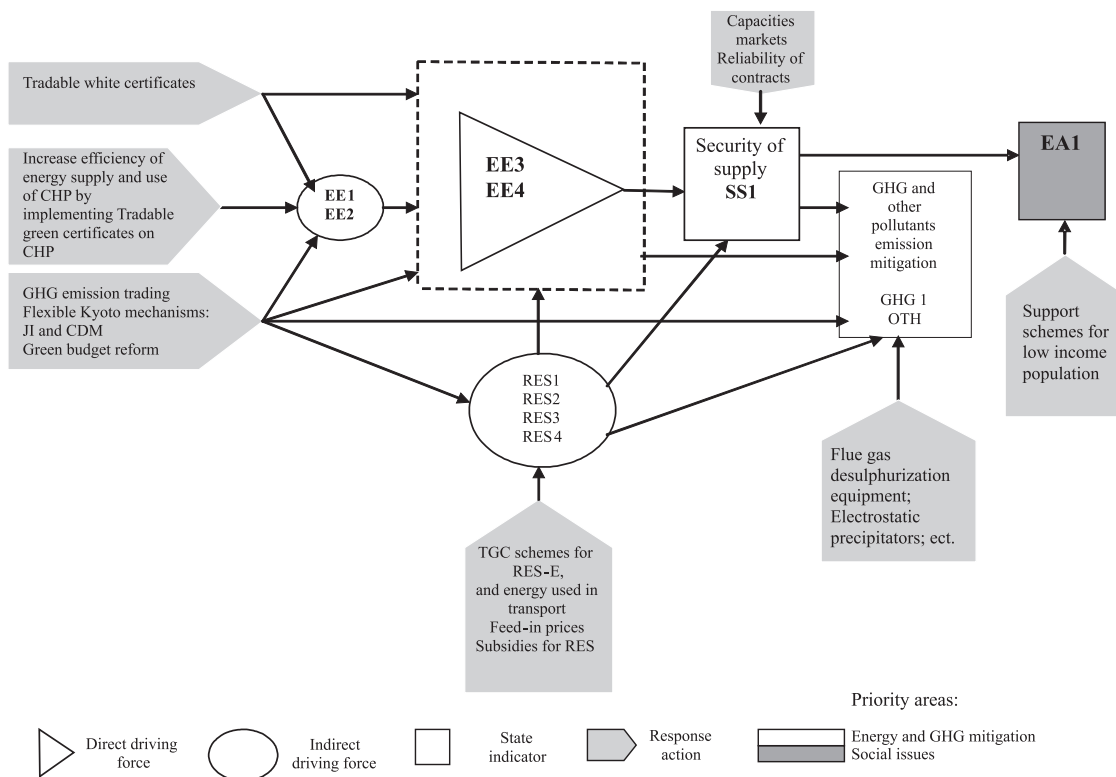 Capacities
markets
Reliability of
contracts
Tradable white certificates
Increase efficiency of
energy supply and use
of CHP by
implementing Tradable
green certificates on
CHP
EE1
EE2
EE3
EE4
Security of
supply
SS1
EA1
GHG and
other
pollutants
emission
mitigation
GHG 1
OTH
GHG emission trading
Flexible Kyoto mechanisms:
JI and CDM
Green budget reform
Support
schemes for
low income
population
RES1
RES2
RES3
RES4
Flue gas
desulphurization
equipment;
Electrostatic
precipitators; ect.
TGC schemes for
RES-E,
and energy used in
transport
Feed-in prices
Subsidies for RES
Priority areas:
Direct driving
force
Indirect
driving force
State
indicator
Response
action
Energy and GHG mitigation
Social issues